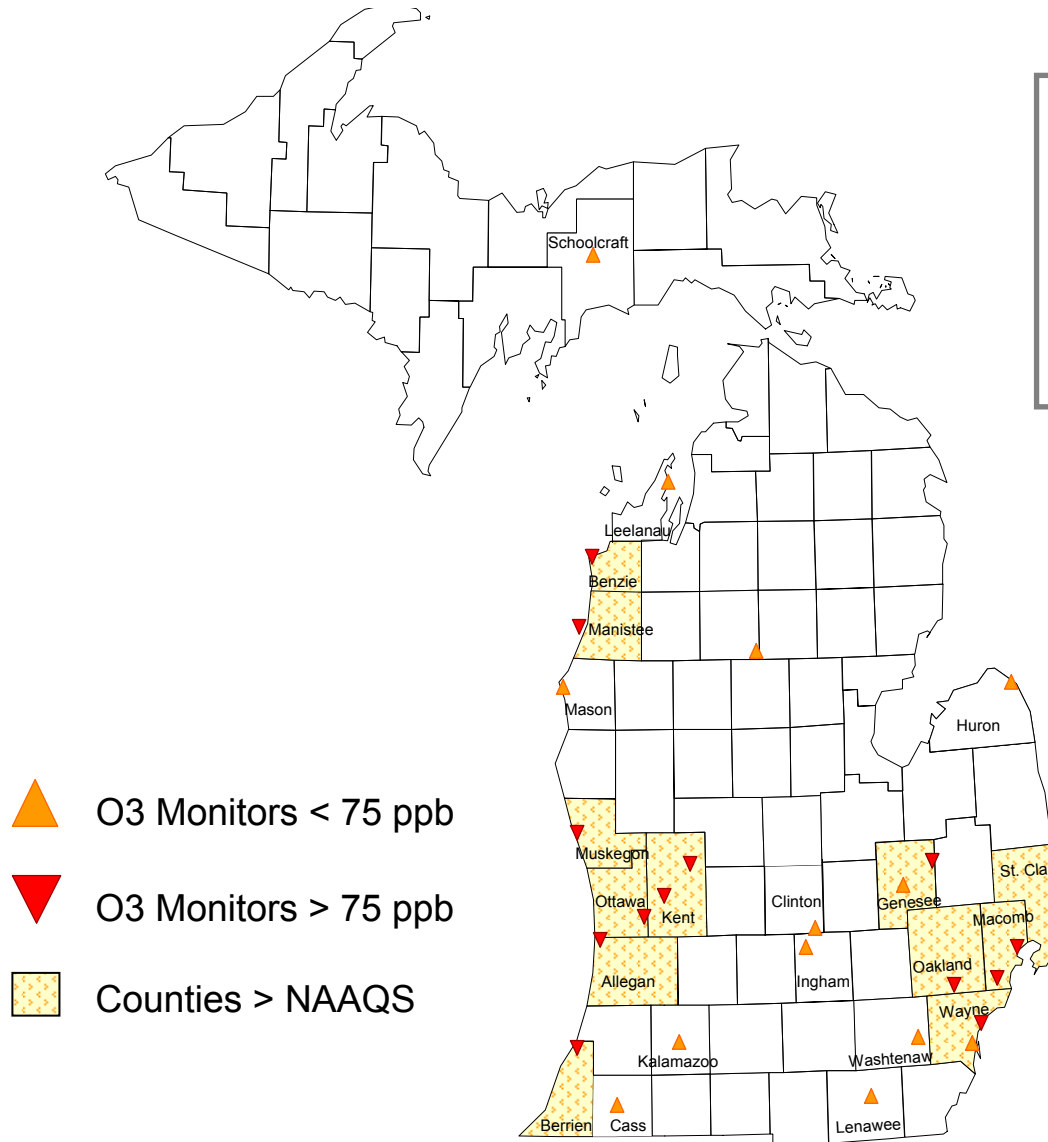 Schoolcraft
Leelanau
Benzie
Manistee
Mason
Huron
O3 Monitors < 75 ppb
Muskegon
St. Cla
O3 Monitors > 75 ppb
Ottawa
Kent
Clinton
Genesee
Macomb
Oakland
Counties > NAAQS
Allegan
Ingham
Wayne
Kalamazoo
Washtenaw
Berrien
Cass
Lenawee